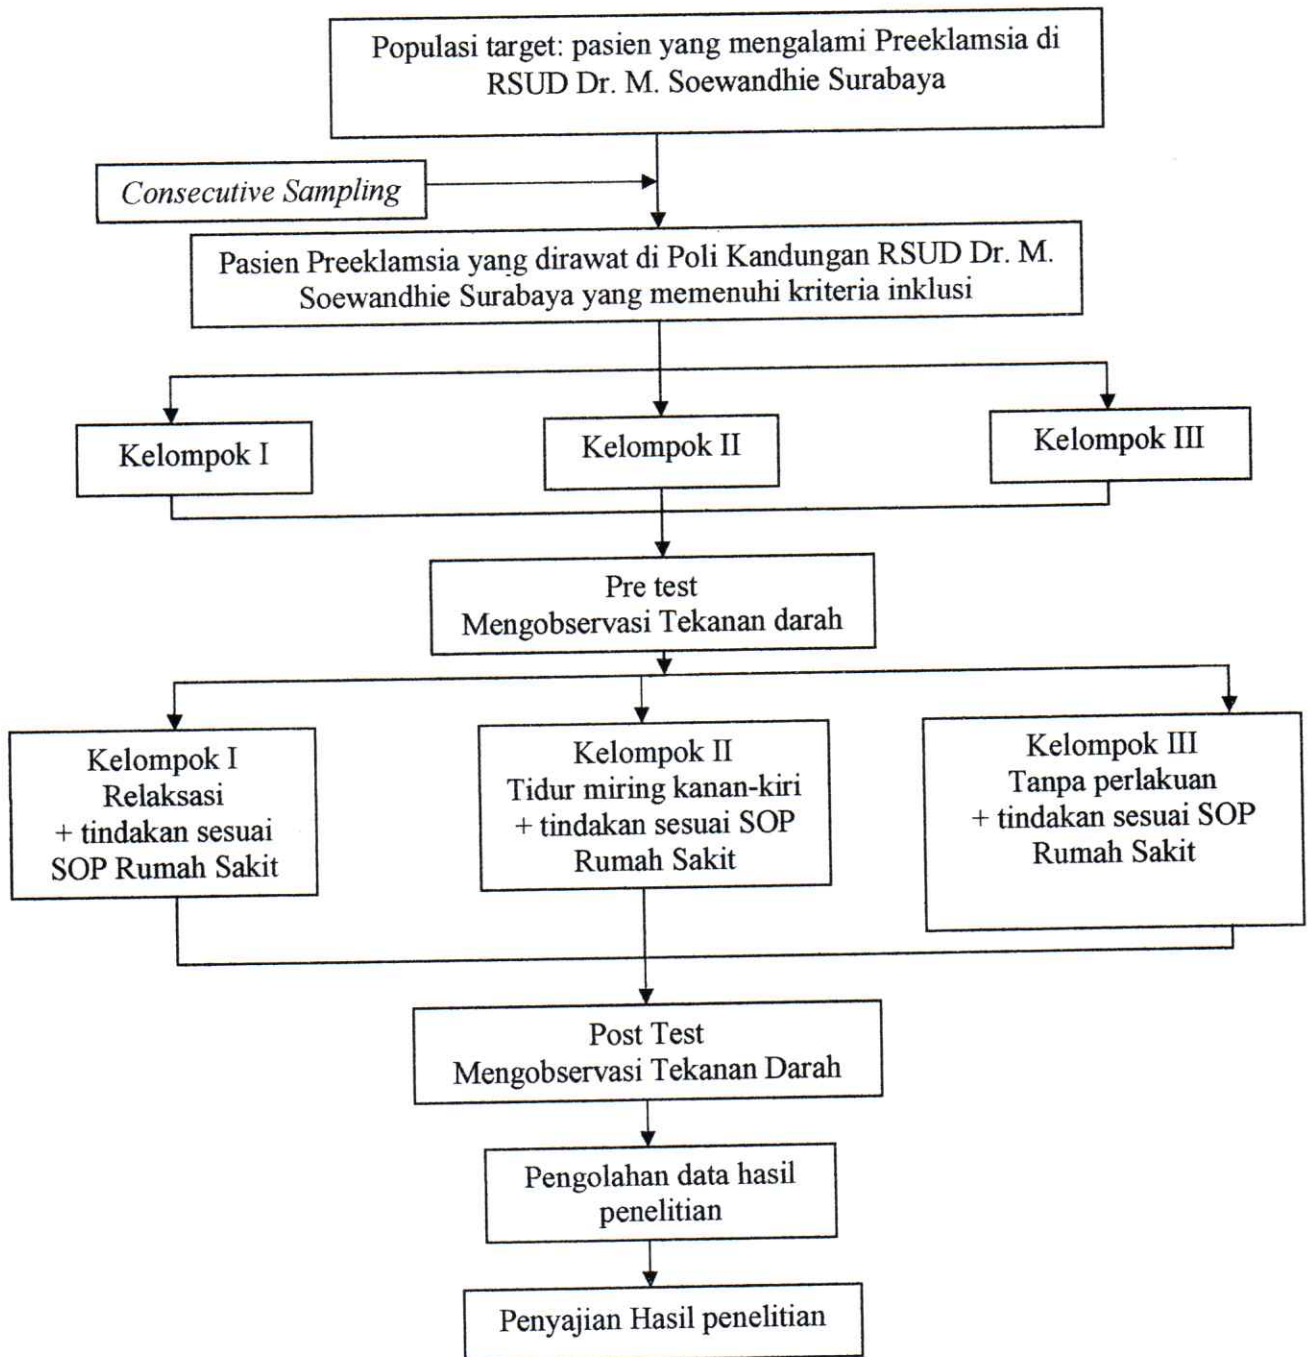 Populasi target: pasien yang mengalami Preeklamsia di
RSUD Dr. M. Soewandhie Surabaya
Consecutive Sampling
Pasien Preeklamsia yang dirawat di Poli Kandungan RSUD Dr. M.
Soewandhie Surabaya yang memenuhi kriteria inklusi
Kelompok I
Kelompok II
Kelompok III
Pre test
Mengobservasi Tekanan darah
Kelompok I
Relaksasi
+ tindakan sesuai
SOP Rumah Sakit
Kelompok II
Tidur miring kanan-kiri
+ tindakan sesuai SOP
Rumah Sakit
Kelompok III
Tanpa perlakuan
+ tindakan sesuai SOP
Rumah Sakit
Post Test
Mengobservasi Tekanan Darah
Pengolahan data hasil
penelitian
Penyajian Hasil penelitian